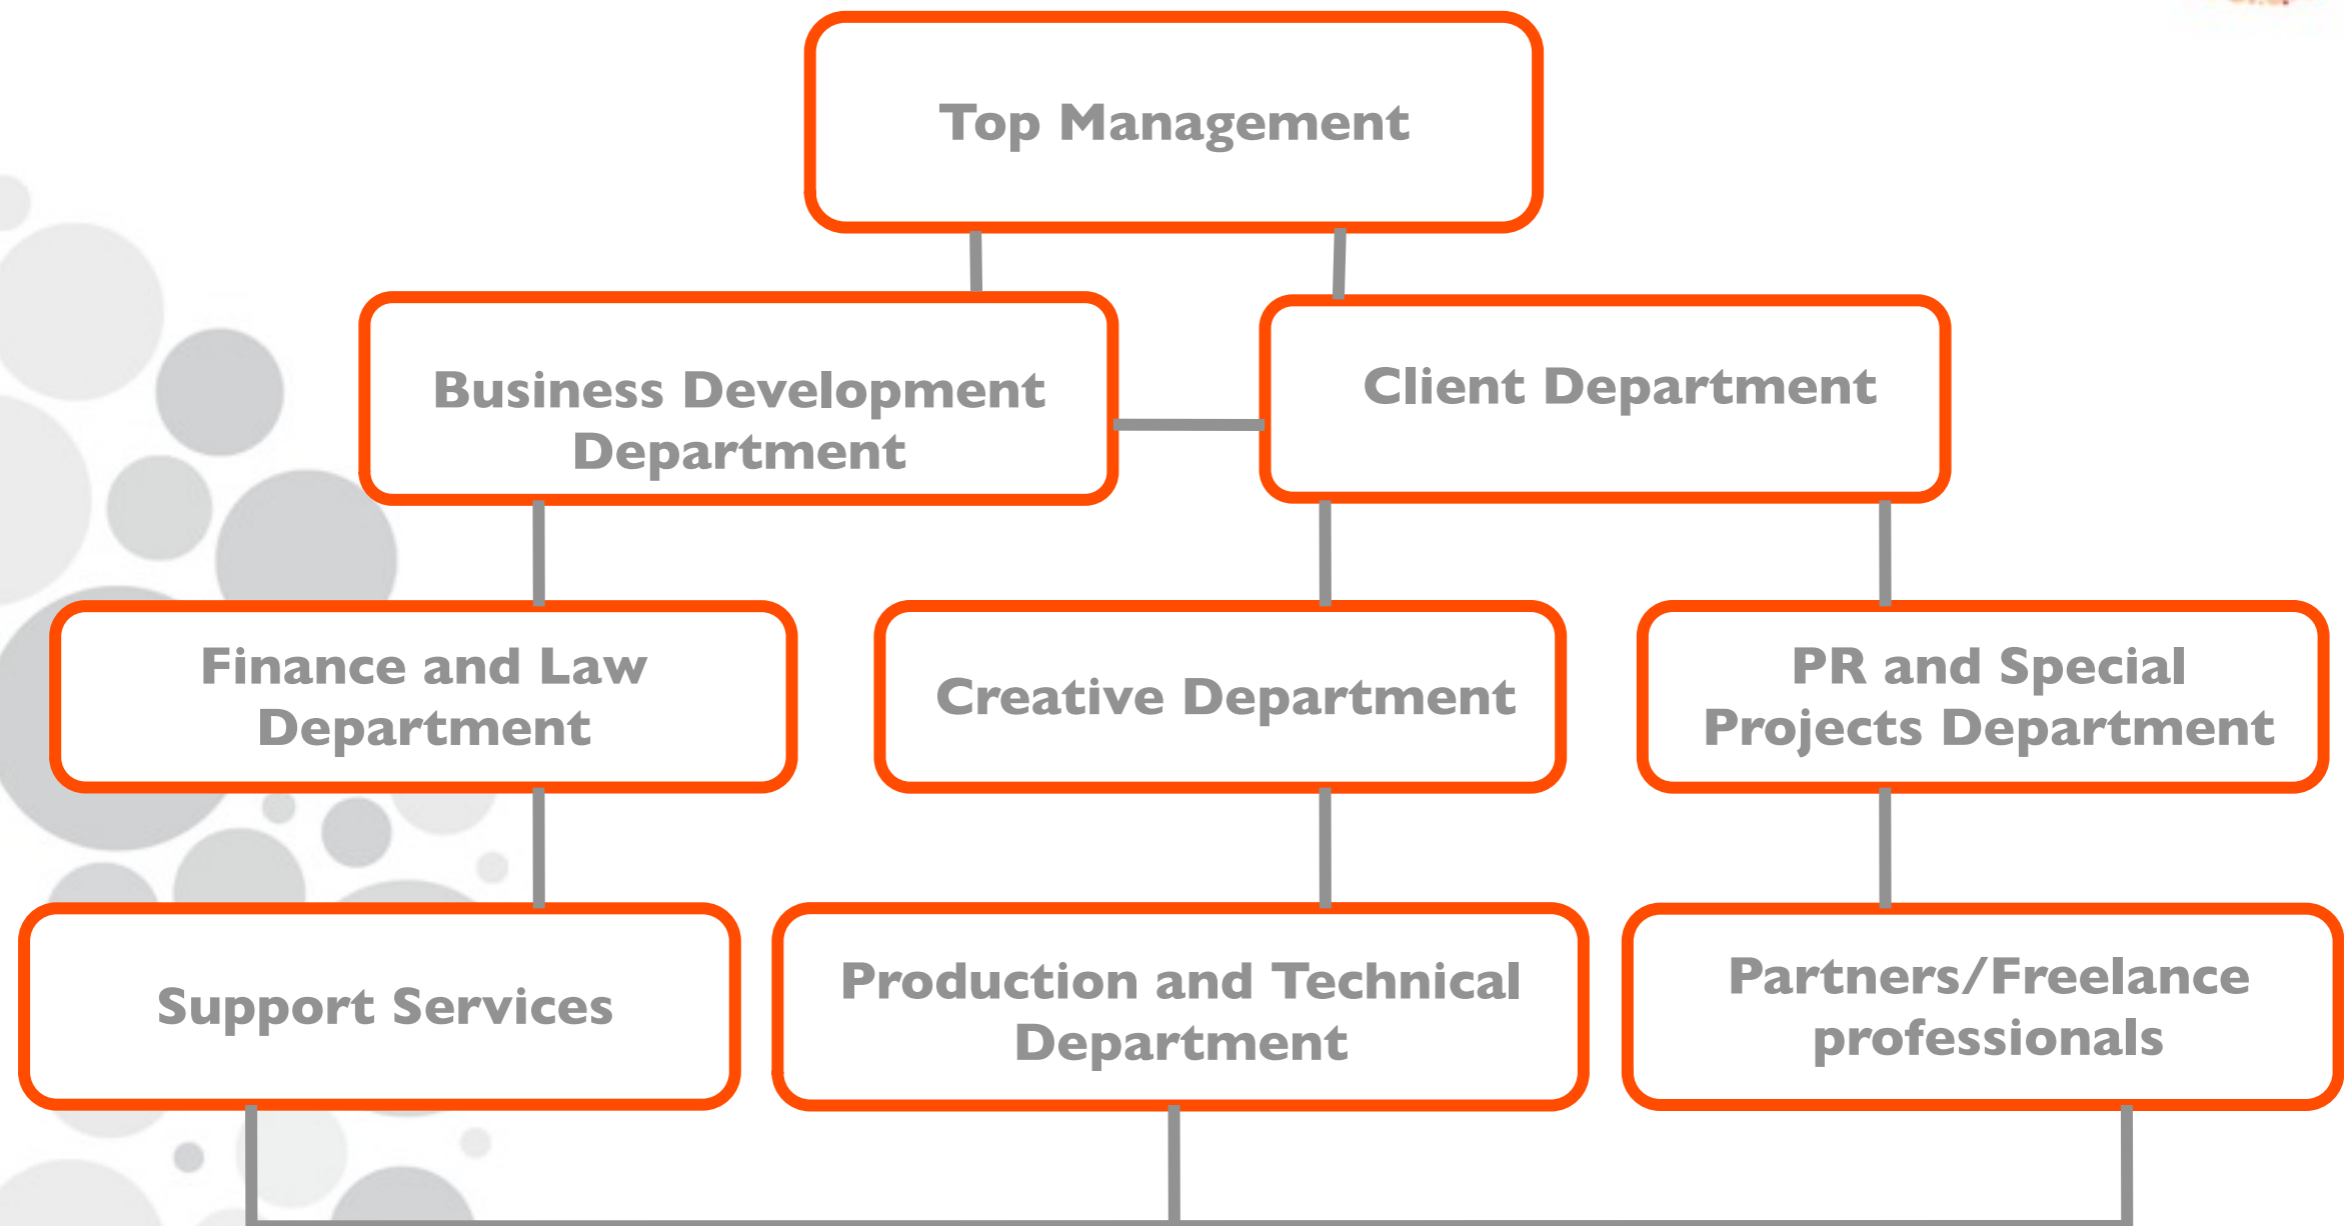 Top Management
Business Development
Department
Client Department
Finance and Law
Department
Creative Department
PR and Special
Projects Department
Support Services
Production and Technical
Department
Partners/Freelance
professionals